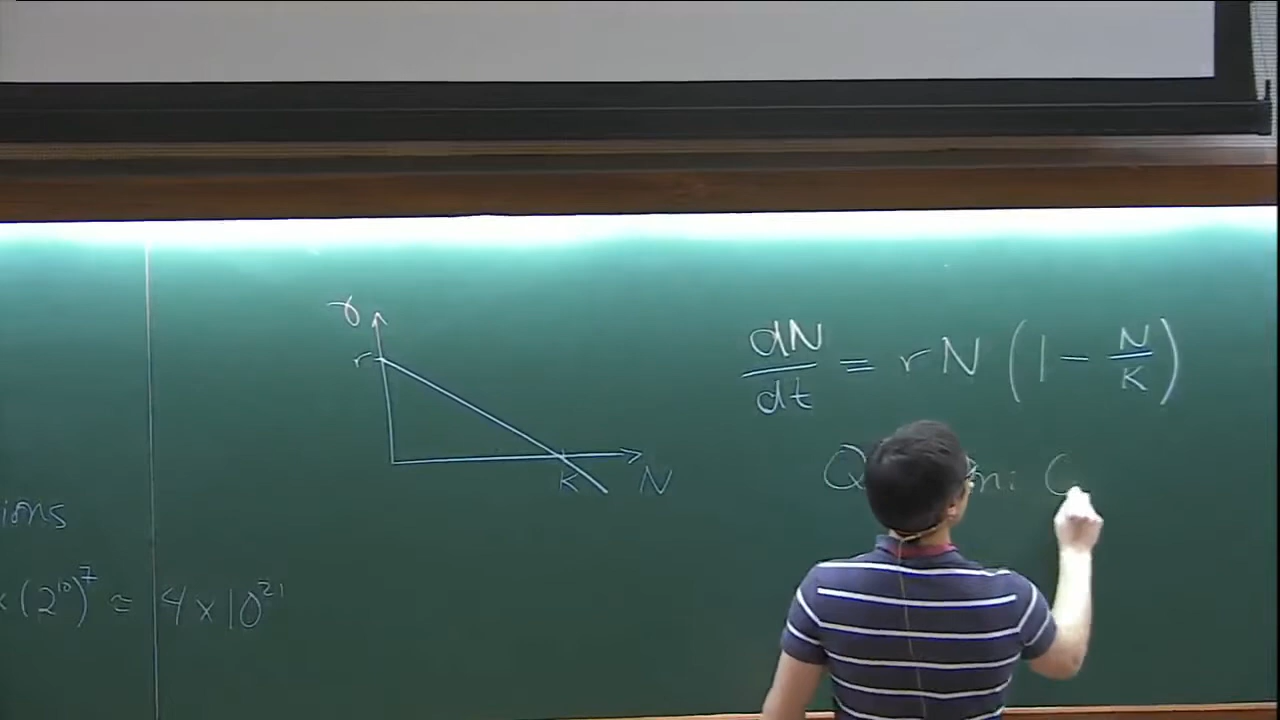 ions
× (2^10)^7 ≈ 4 × 10^21
γ
r
K N
dN/dt = rN (1 − N/K)